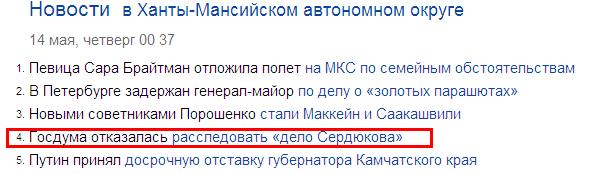 Новости в Ханты-Мансийском автономном округе
14 мая, четверг 00 37
1. Певица Сара Брайтман отложила полет на МКС по семейным обстоятельствам
2. В Петербурге задержан генерал-майор по делу о «золотых парашютах»
3. Новыми советниками Порошенко стали Маккейн и Саакашвили
4. Госдума отказалась расследовать «дело Сердюкова»
5. Путин принял досрочную отставку губернатора Камчатского края